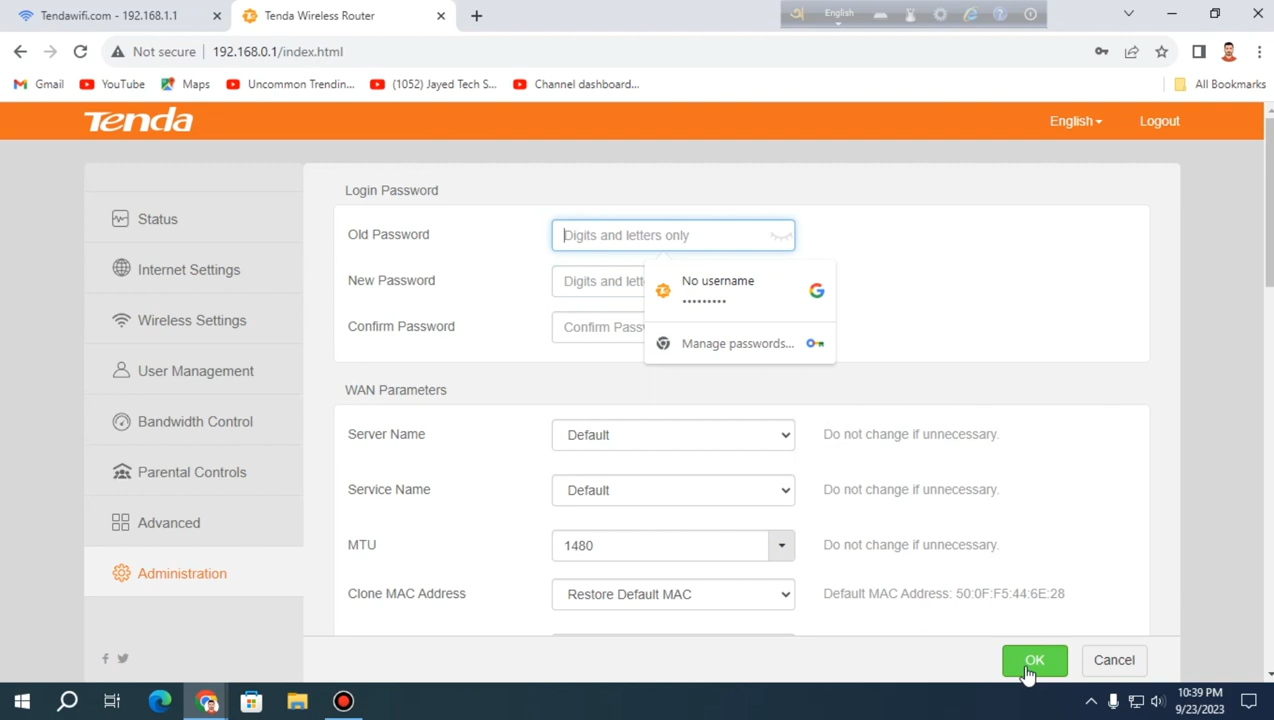 Tendawifi.com - 192.168.1.1
Tenda Wireless Router
English
Not secure
192.168.0.1/index.html
Gmail
YouTube
Maps
Uncommon Trendin...
(1052) Jayed Tech S...
Channel dashboard...
All Bookmarks
Tenda
English
Logout
Login Password
Status
Old Password
Digits and letters only
Internet Settings
New Password
Digits and lett
No username
•••••••••
Wireless Settings
Confirm Password
Confirm Pass
Manage passwords...
User Management
WAN Parameters
Bandwidth Control
Server Name
Default
Do not change if unnecessary.
Parental Controls
Service Name
Default
Do not change if unnecessary.
Advanced
MTU
1480
Do not change if unnecessary.
Administration
Clone MAC Address
Restore Default MAC
Default MAC Address: 50:0F:F5:44:6E:28
OK
Cancel
10:39 PM
9/23/2023